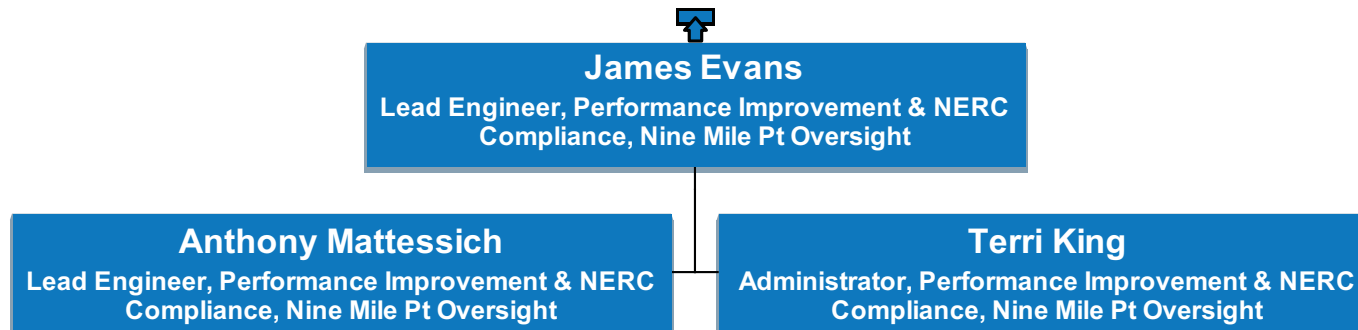 James Evans
Lead Engineer, Performance Improvement & NERC
Compliance, Nine Mile Pt Oversight
Anthony Mattessich
Lead Engineer, Performance Improvement & NERC
Compliance, Nine Mile Pt Oversight
Terri King
Administrator, Performance Improvement & NERC
Compliance, Nine Mile Pt Oversight